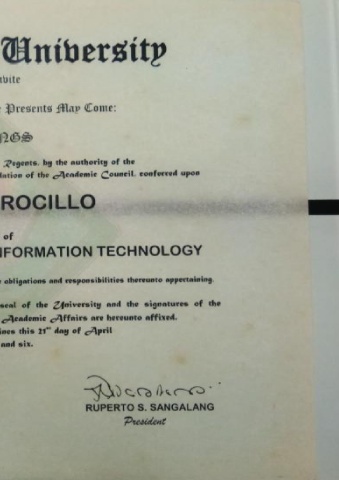 University
vite
Presents May Come:
NGS
Regents, by the authority of the
dation of the Academic Council, conferred upon
ROCILLO
of
NFORMATION TECHNOLOGY
obligations and responsibilities thereunto appertaining.
seal of the University and the signatures of the
Academic Affairs are hereunto affixed.
ines this 21st day of April
and six.
RUPERTO S. SANGALANG
President